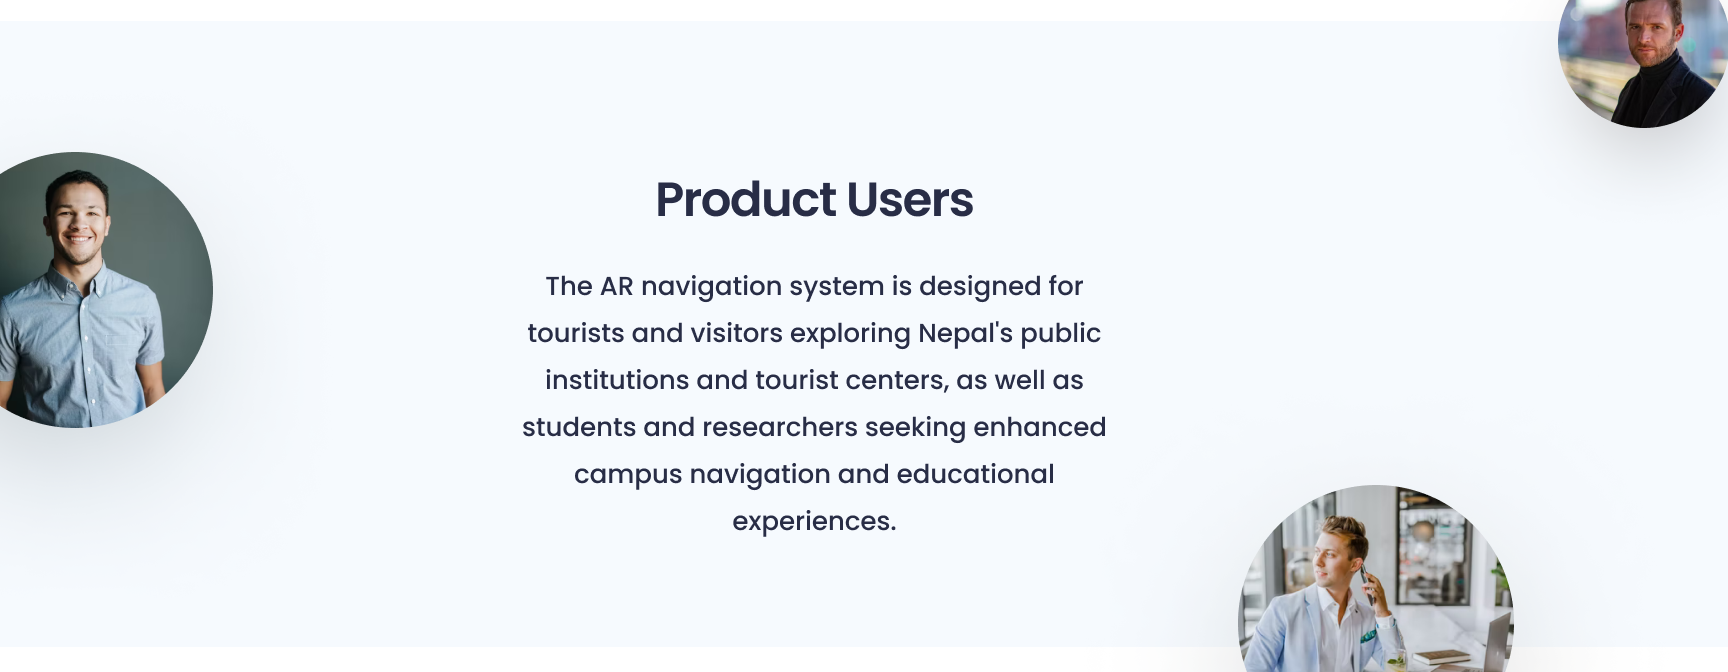 Product Users
The AR navigation system is designed for
tourists and visitors exploring Nepal's public
institutions and tourist centers, as well as
students and researchers seeking enhanced
campus navigation and educational
experiences.